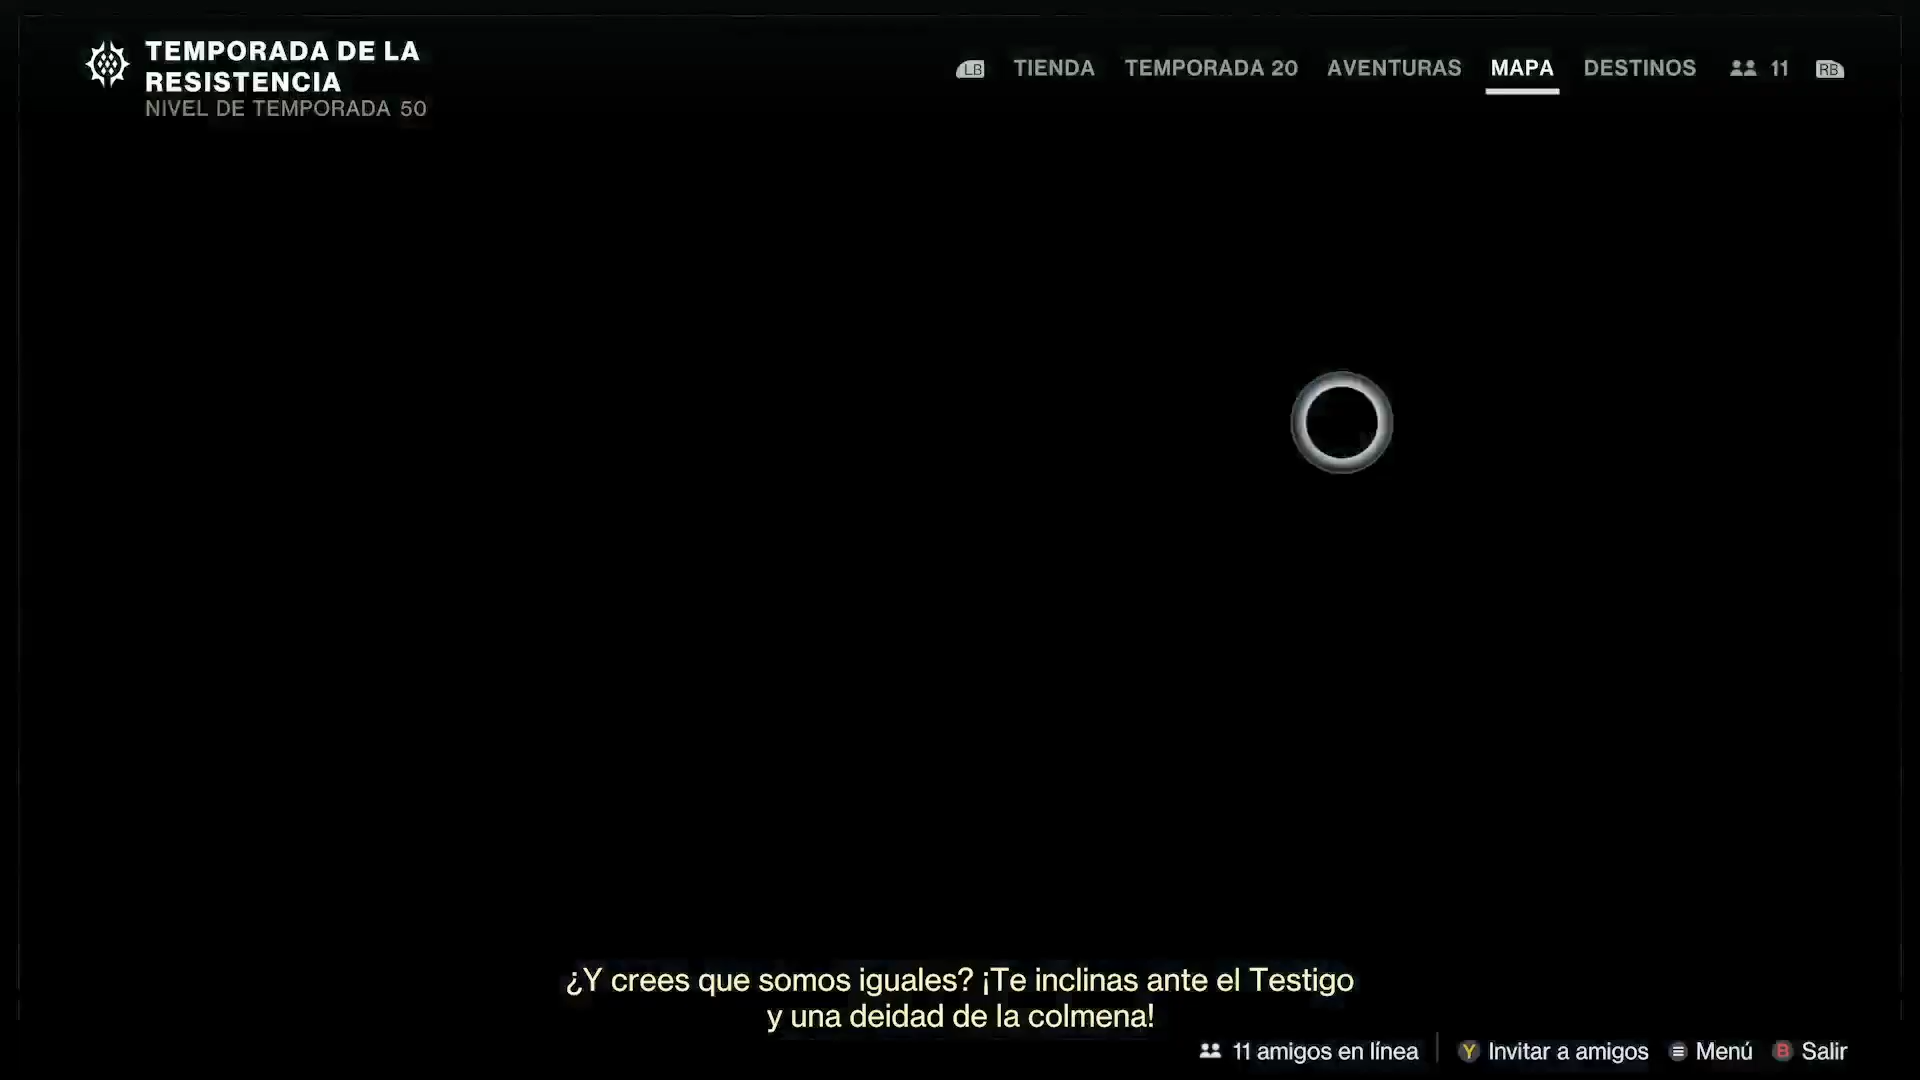 TEMPORADA DE LA
RESISTENCIA
NIVEL DE TEMPORADA 50
LB TIENDA TEMPORADA 20 AVENTURAS MAPA DESTINOS 11 RB
¿Y crees que somos iguales? ¡Te inclinas ante el Testigo
y una deidad de la colmena!
11 amigos en línea Y Invitar a amigos Menú B Salir